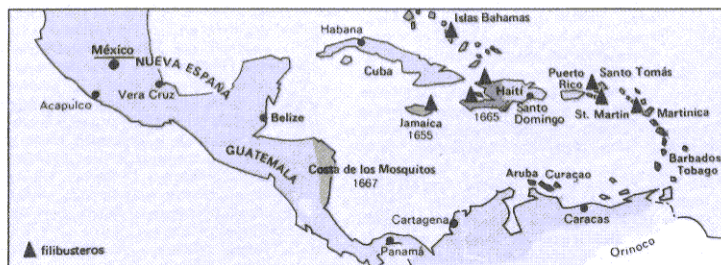 Islas Bahamas
Habana
México
NUEVA ESPAÑA
Cuba
Puerto
Rico
Santo Tomás
Haití
Acapulco
Vera Cruz
Belize
Jamaica
1655
1665
Santo
Domingo
St. Martin
Martinica
GUATEMALA
Costa de los Mosquitos
1667
Barbados
Tobago
Aruba
Curaçao
Cartagena
Caracas
Panamá
Orinoco
filibusteros